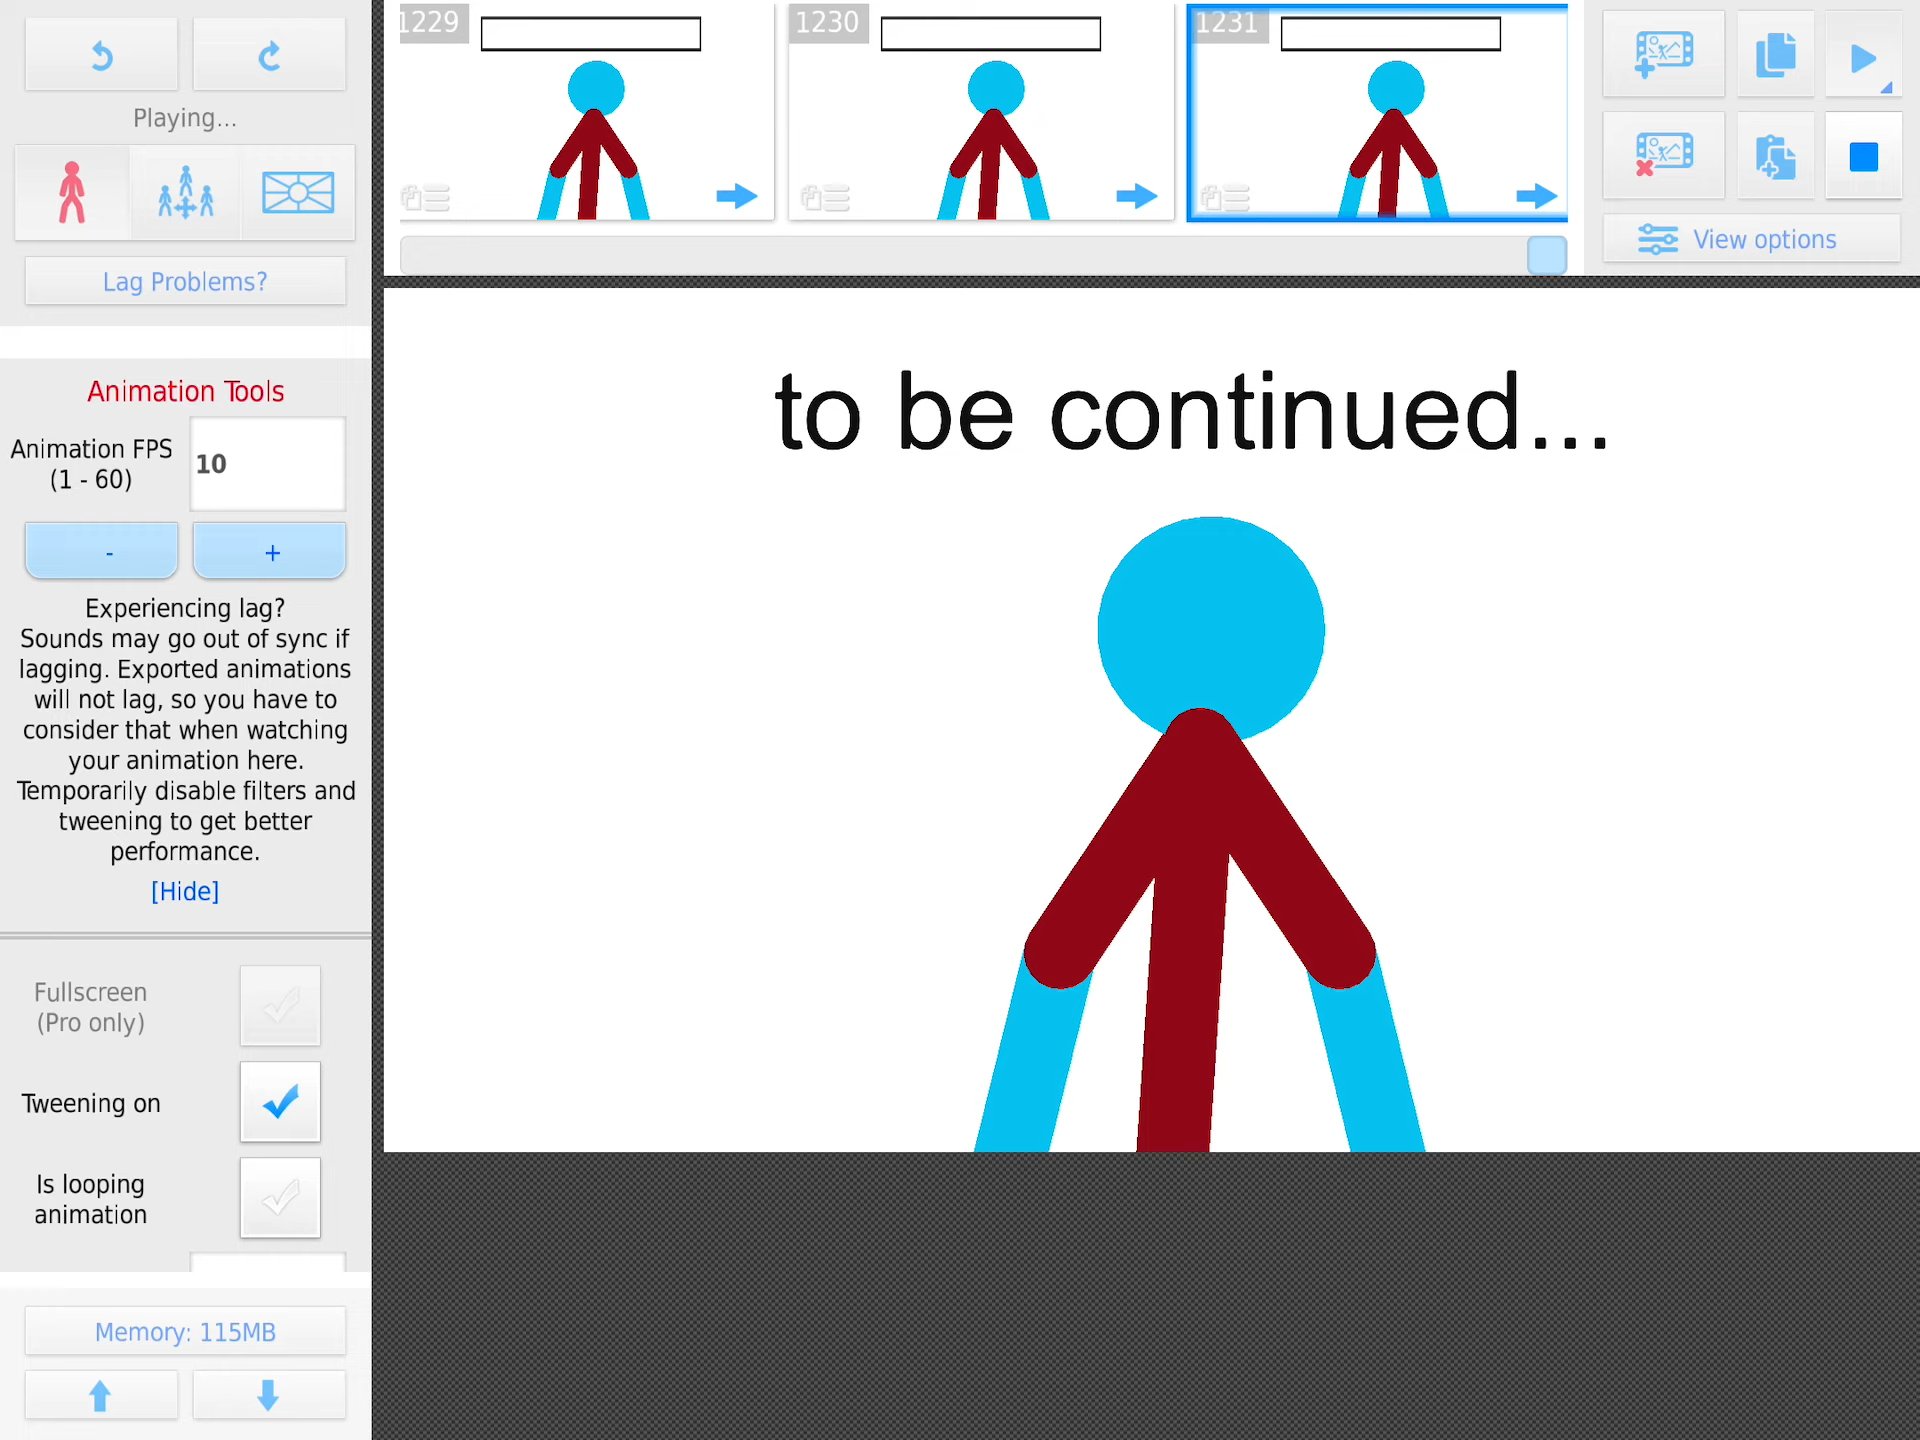 1229
1230
1231
Playing...
Lag Problems?
View options
Animation Tools
Animation FPS
(1 - 60)
10
-
+
Experiencing lag?
Sounds may go out of sync if
lagging. Exported animations
will not lag, so you have to
consider that when watching
your animation here.
Temporarily disable filters and
tweening to get better
performance.
[Hide]
Fullscreen
(Pro only)
Tweening on
Is looping
animation
Memory: 115MB
to be continued...